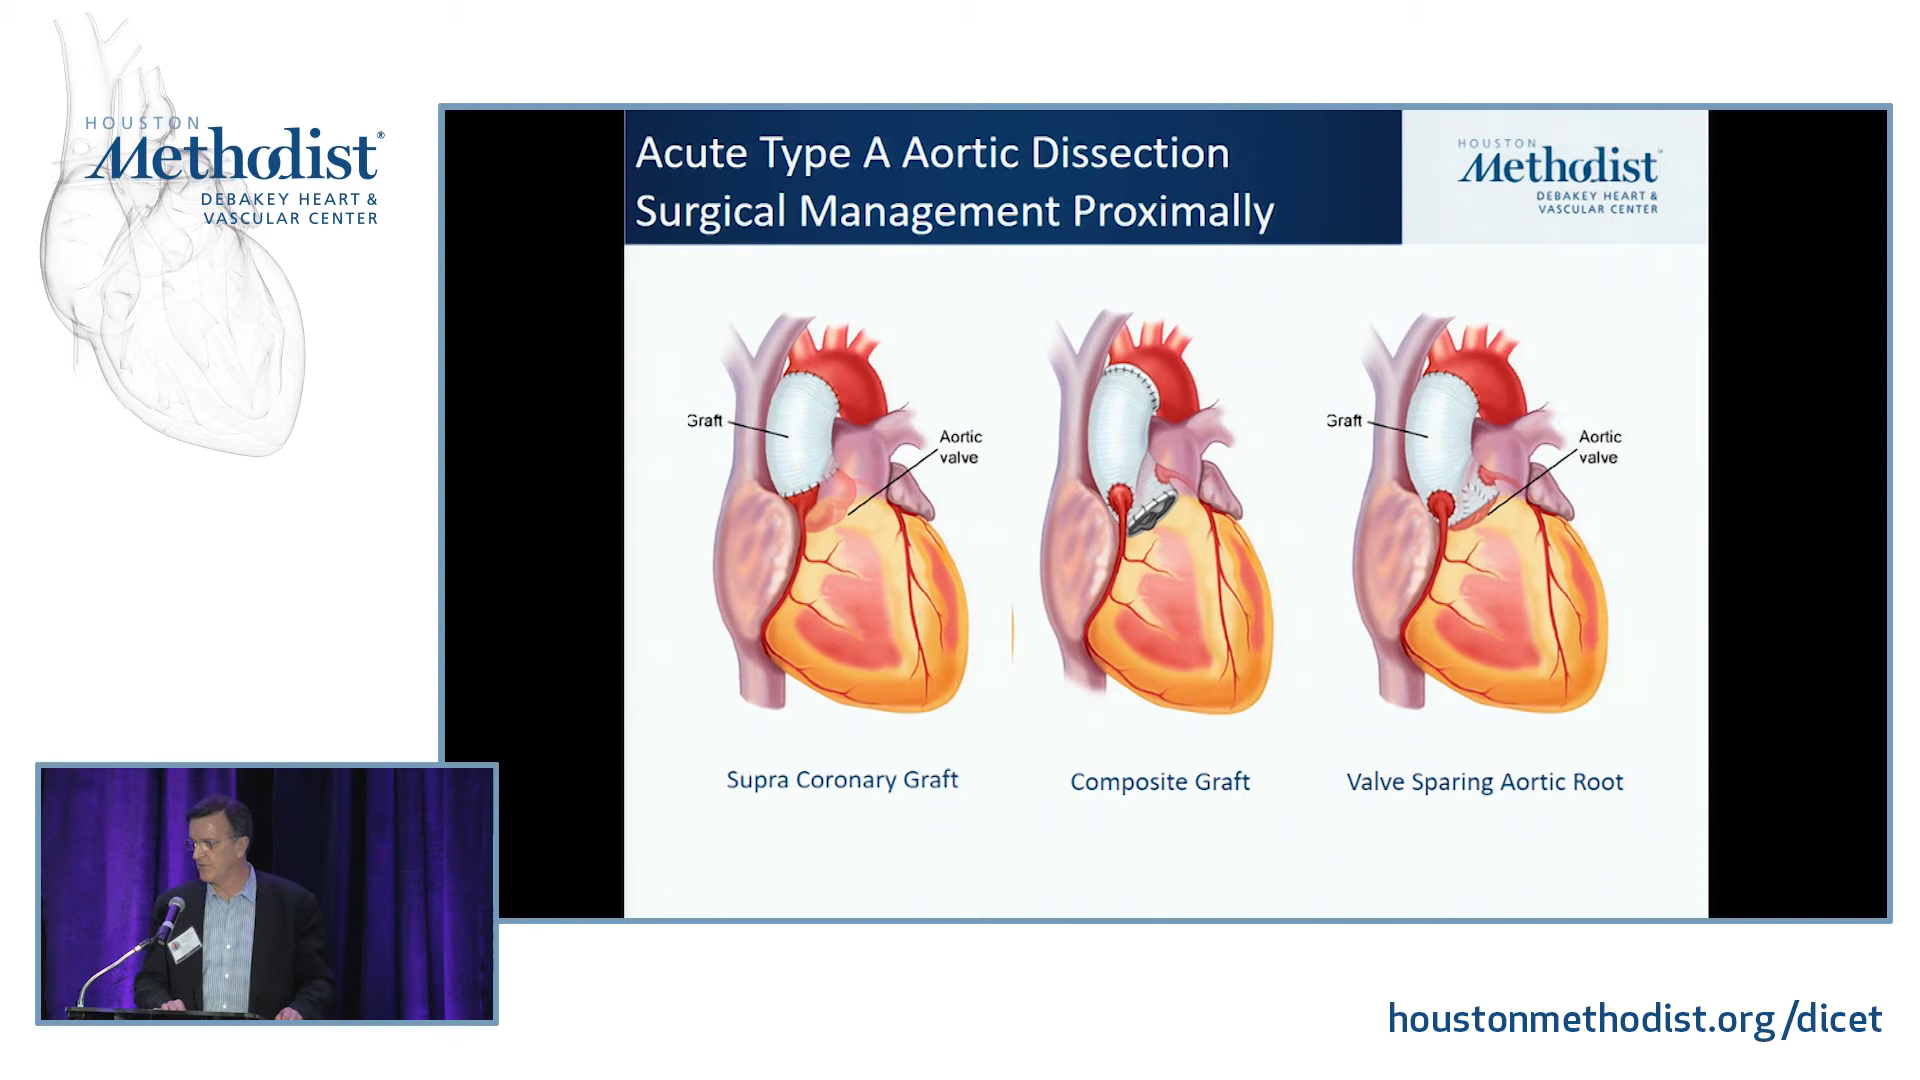 HOUSTON
Methodist®
DEBAKEY HEART &
VASCULAR CENTER
Acute Type A Aortic Dissection
Surgical Management Proximally
HOUSTON
Methodist
DEBAKEY HEART &
VASCULAR CENTER
Graft
Aortic
valve
Graft
Aortic
valve
Supra Coronary Graft
Composite Graft
Valve Sparing Aortic Root
houstonmethodist.org/dicet